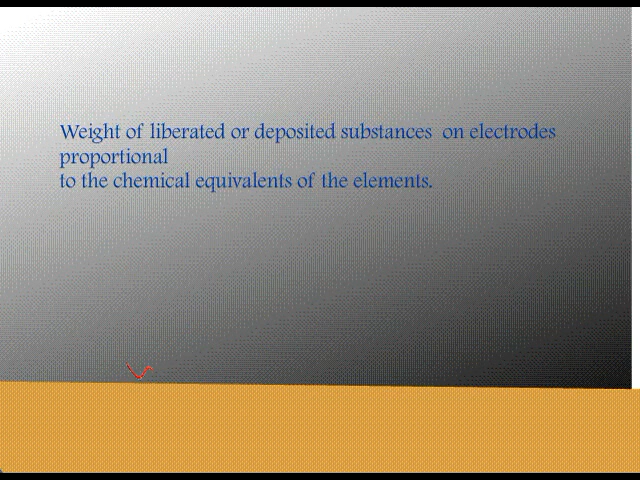 Weight of liberated or deposited substances on electrodes
proportional
to the chemical equivalents of the elements.